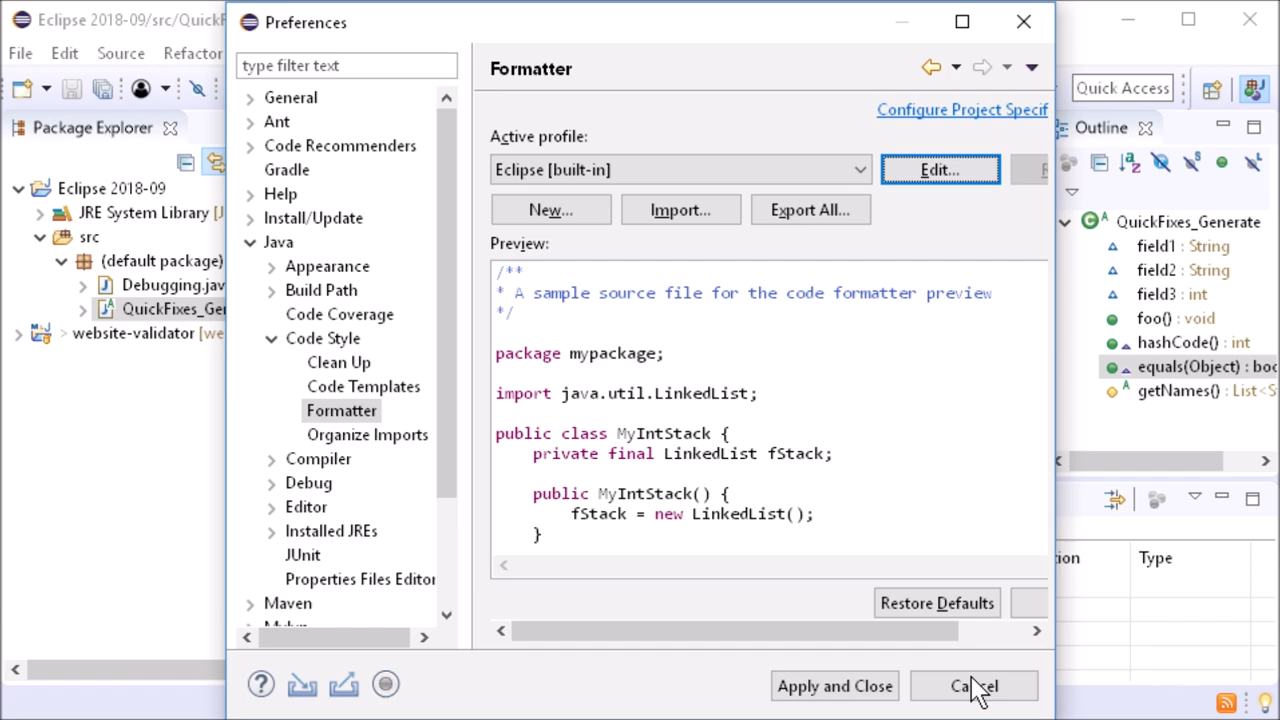 Eclipse 2018-09/src/QuickF
File Edit Source Refactor
Package Explorer
Eclipse 2018-09
JRE System Library [J
src
(default package)
Debugging.jav
QuickFixes_Ger
> website-validator [we
Preferences
type filter text
General
Ant
Code Recommenders
Gradle
Help
Install/Update
Java
Appearance
Build Path
Code Coverage
Code Style
Clean Up
Code Templates
Formatter
Organize Imports
Compiler
Debug
Editor
Installed JREs
JUnit
Properties Files Editor
Maven
Formatter
Configure Project Specif
Active profile:
Eclipse [built-in]
Edit...
New...
Import...
Export All...
Preview:
/**
* A sample source file for the code formatter preview
*/
package mypackage;
import java.util.LinkedList;
public class MyIntStack {
private final LinkedList fStack;
public MyIntStack() {
fStack = new LinkedList();
}
Restore Defaults
Apply and Close
Cancel
Quick Access
Outline
QuickFixes_Generate
field1 : String
field2 : String
field3 : int
foo() : void
hashCode() : int
equals(Object) : boo
getNames() : List<S
tion
Type